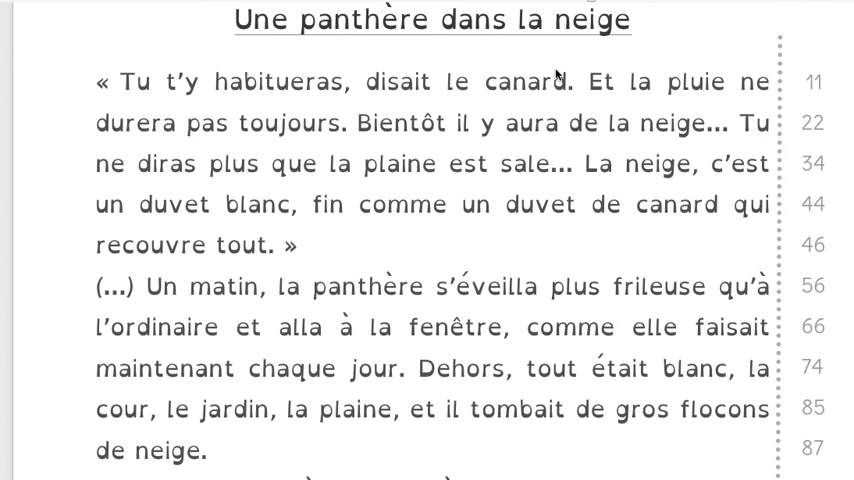 Une panthère dans la neige
« Tu t’y habitueras, disait le canard. Et la pluie ne 11
durera pas toujours. Bientôt il y aura de la neige... Tu 22
ne diras plus que la plaine est sale... La neige, c’est 34
un duvet blanc, fin comme un duvet de canard qui 44
recouvre tout. » 46
(...) Un matin, la panthère s’éveilla plus frileuse qu’à 56
l’ordinaire et alla à la fenêtre, comme elle faisait 66
maintenant chaque jour. Dehors, tout était blanc, la 74
cour, le jardin, la plaine, et il tombait de gros flocons 85
de neige. 87